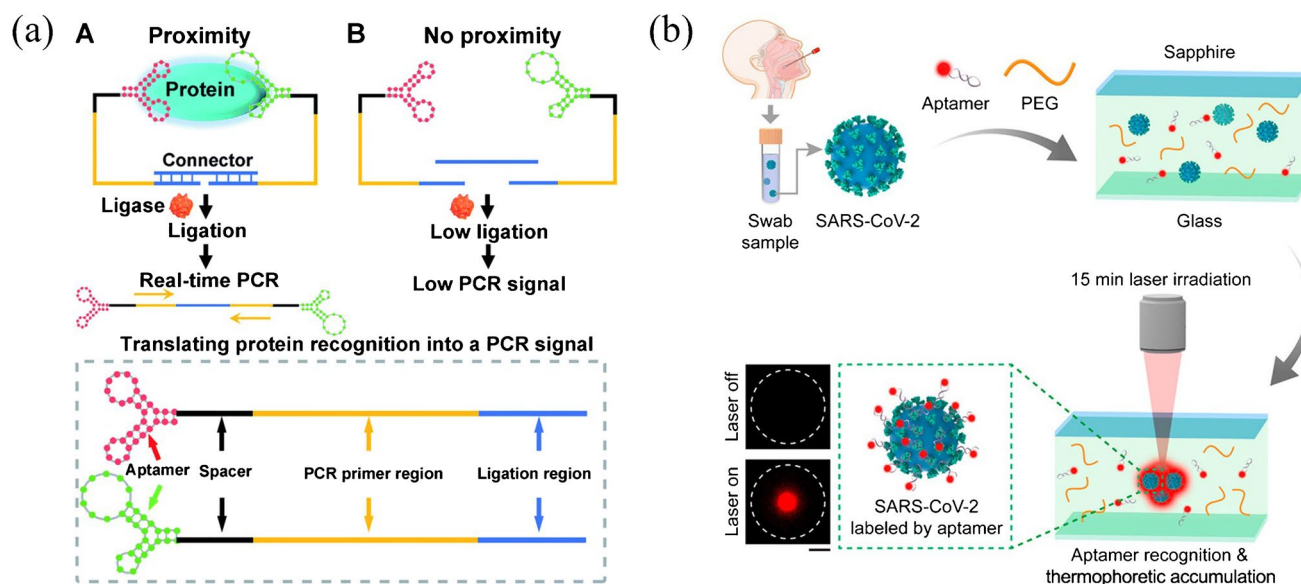 (a)
A
Proximity
Protein
Connector
Ligase
Ligation
Real-time PCR
B
No proximity
Low ligation
Low PCR signal
Translating protein recognition into a PCR signal
Aptamer
Spacer
PCR primer region
Ligation region
(b)
Swab
sample
SARS-CoV-2
Aptamer
PEG
Sapphire
Glass
15 min laser irradiation
Laser off
Laser on
SARS-CoV-2
labeled by aptamer
Aptamer recognition &
thermophoretic accumulation